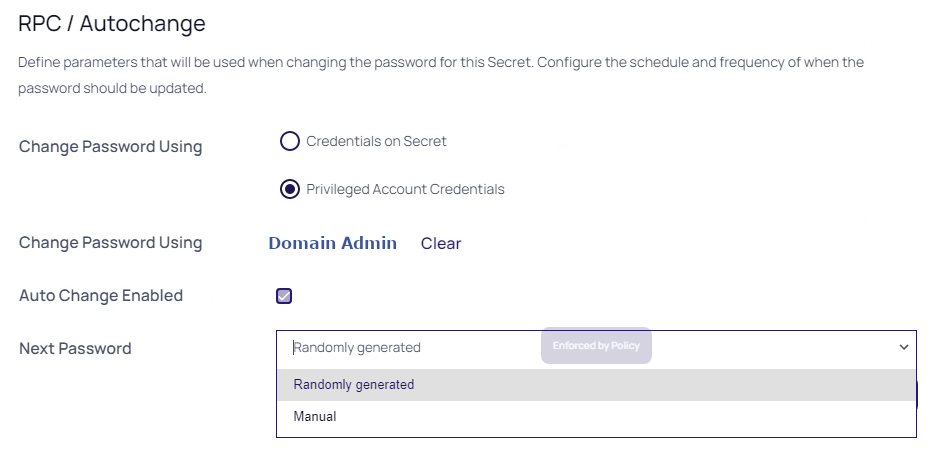 RPC / Autochange
Define parameters that will be used when changing the password for this Secret. Configure the schedule and frequency of when the
password should be updated.
Change Password Using
Credentials on Secret
Privileged Account Credentials
Change Password Using Domain Admin Clear
Auto Change Enabled
Next Password Randomly generated Enforced by Policy
Randomly generated
Manual